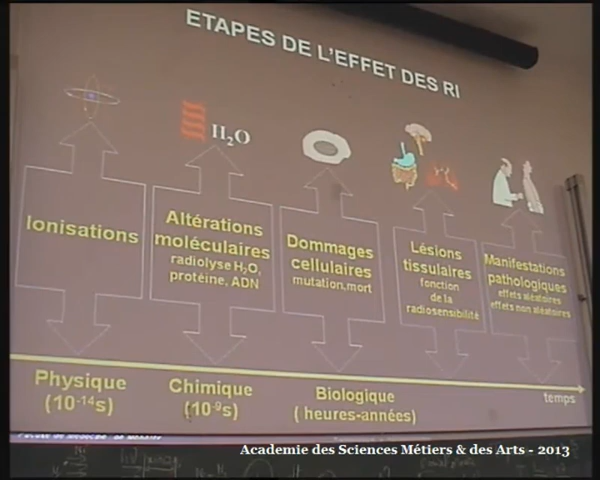 ETAPES DE L'EFFET DES RI
H₂O
Ionisations
Altérations
moléculaires
radiolyse H₂O,
protéine, ADN
Dommages
cellulaires
mutation,mort
Lésions
tissulaires
fonction
de la
radiosensibilité
Manifestations
pathologiques
effets aléatoires
effets non aléatoires
Physique
(10⁻¹⁴s)
Chimique
(10⁻⁹s)
Biologique
( heures-années)
temps
Academie des Sciences Métiers & des Arts - 2013